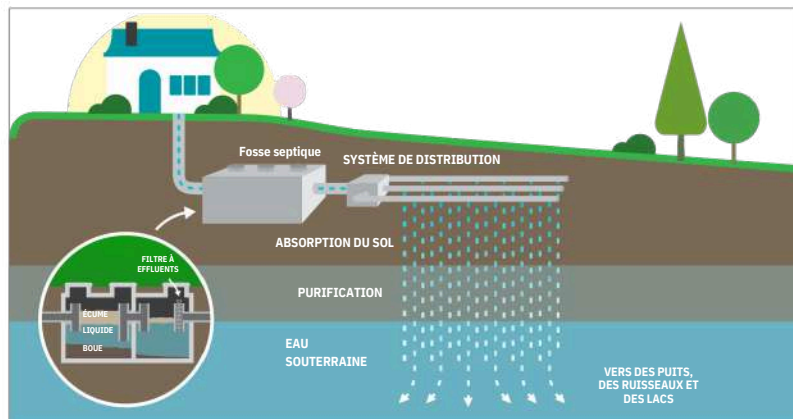 Fosse septique
SYSTÈME DE DISTRIBUTION
ABSORPTION DU SOL
FILTRE À
EFFLUENTS
PURIFICATION
ÉCUME
LIQUIDE
BOUE
EAU
SOUTERRAINE
VERS DES PUITS,
DES RUISSEAUX ET
DES LACS